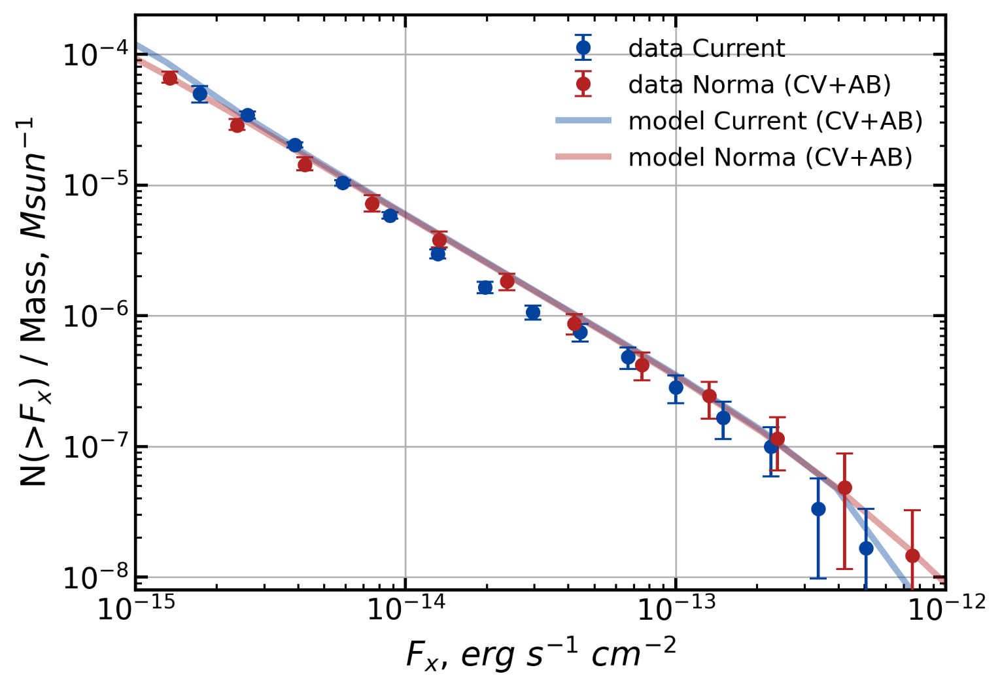 data Current
data Norma (CV+AB)
model Current (CV+AB)
model Norma (CV+AB)
10⁻⁴
10⁻⁵
10⁻⁶
10⁻⁷
10⁻⁸
N(>Fₓ) / Mass, Msun⁻¹
10⁻¹⁵ 10⁻¹⁴ 10⁻¹³ 10⁻¹²
Fₓ, erg s⁻¹ cm⁻²